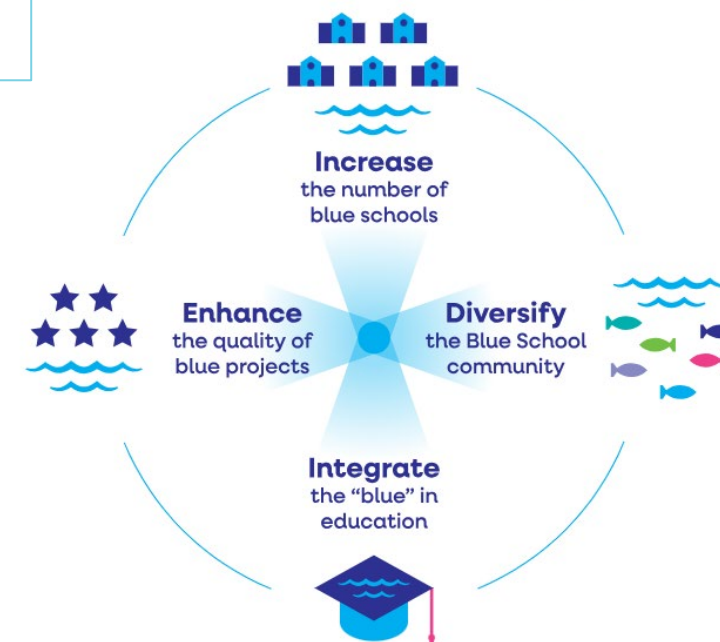 Increase
the number of
blue schools
Enhance
the quality of
blue projects
Diversify
the Blue School
community
Integrate
the “blue” in
education